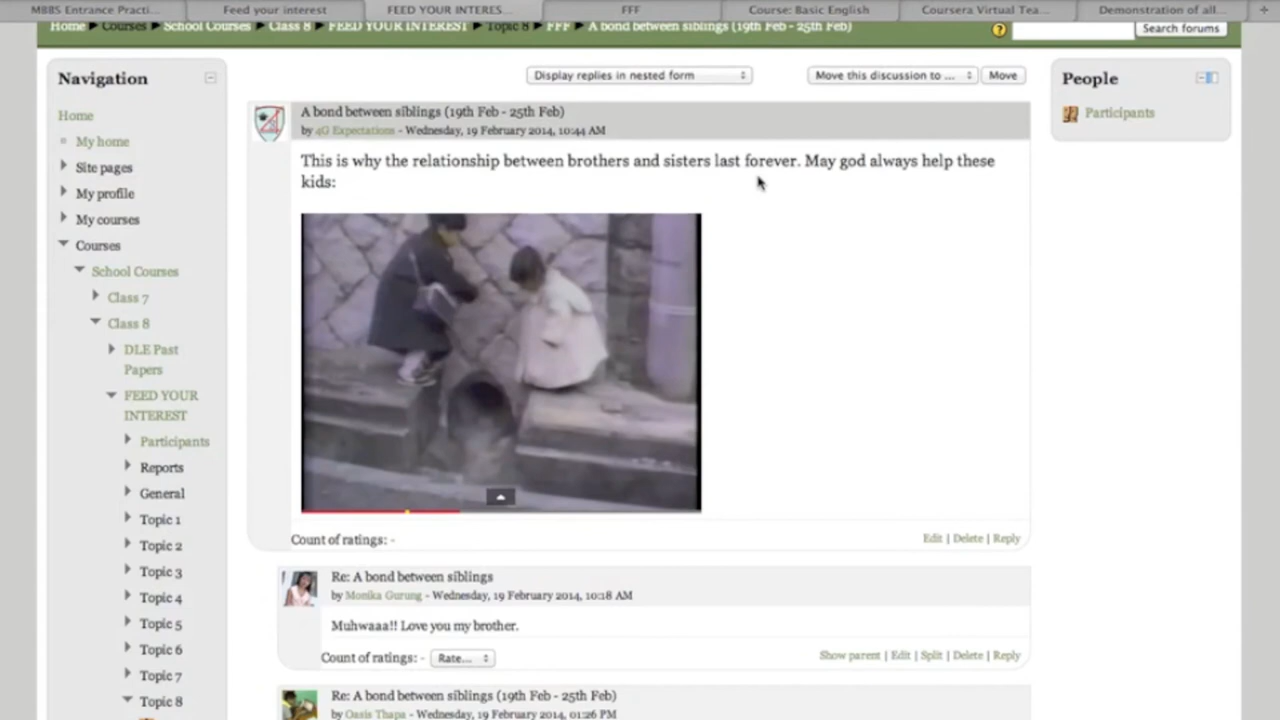 MBBS Entrance Practi... Feed your interest FEED YOUR INTERES... FFF Course: Basic English Coursera Virtual Tea... Demonstration of all...
Home Courses School Courses Class 8 FEED YOUR INTEREST Topic 8 FFF A bond between siblings (19th Feb - 25th Feb)
Search forums
Navigation
Home
My home
Site pages
My profile
My courses
Courses
School Courses
Class 7
Class 8
DLE Past
Papers
FEED YOUR
INTEREST
Participants
Reports
General
Topic 1
Topic 2
Topic 3
Topic 4
Topic 5
Topic 6
Topic 7
Topic 8
Display replies in nested form
Move this discussion to ... Move
A bond between siblings (19th Feb - 25th Feb)
by 4G Expectations - Wednesday, 19 February 2014, 10:44 AM
This is why the relationship between brothers and sisters last forever. May god always help these
kids:
Count of ratings: -
Edit | Delete | Reply
Re: A bond between siblings
by Monika Gurung - Wednesday, 19 February 2014, 10:18 AM
Muhwaaa!! Love you my brother.
Count of ratings: - Rate...
Show parent | Edit | Split | Delete | Reply
Re: A bond between siblings (19th Feb - 25th Feb)
by Oasis Thapa - Wednesday, 19 February 2014, 01:26 PM
People
Participants